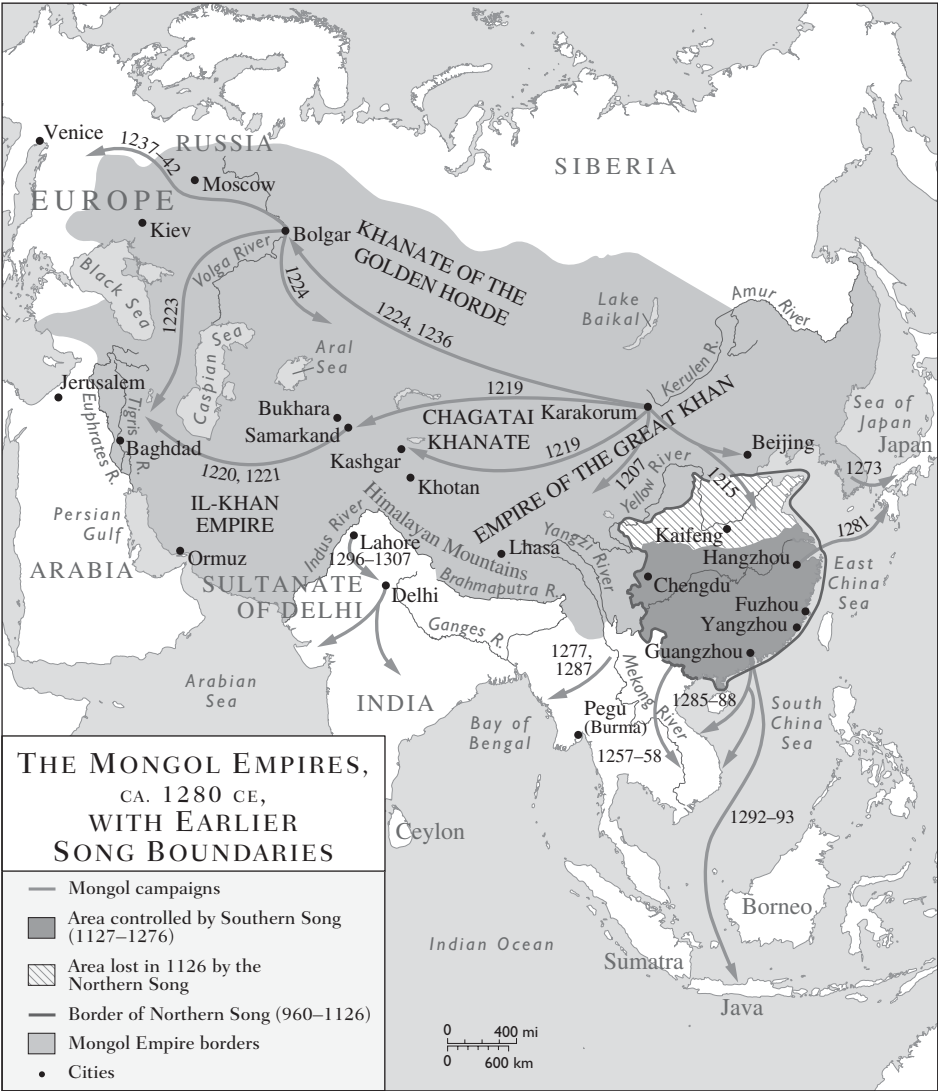 Venice
1237–42
RUSSIA
Moscow
SIBERIA
EUROPE
Kiev
Bolgar
KHANATE OF THE
GOLDEN HORDE
Volga River
Black Sea
1223
1224
1224, 1236
Lake
Baikal
Amur River
Caspian Sea
Aral
Sea
Kerulen R.
Jerusalem
1219
Bukhara
Samarkand
CHAGATAI
KHANATE
Karakorum
Sea of
Japan
Japan
Euphrates R.
Tigris R.
Baghdad
Kashgar
1219
EMPIRE OF THE GREAT KHAN
Beijing
1220, 1221
Khotan
1207
Yellow River
1215
1273
IL-KHAN
EMPIRE
Himalayan Mountains
Persian
Gulf
Indus River
Lahore
1296–1307
Lhasa
Yangzi River
Kaifeng
1281
Ormuz
Hangzhou
ARABIA
SULTANATE
OF DELHI
Delhi
Brahmaputra R.
Chengdu
East
China
Sea
Fuzhou
Yangzhou
Ganges R.
Guangzhou
1277,
1287
Mekong River
Arabian
Sea
INDIA
1285–88
South
China
Sea
Bay of
Bengal
Pegu
(Burma)
1257–58
1292–93
Ceylon
Borneo
Indian Ocean
Sumatra
Java
THE MONGOL EMPIRES,
CA. 1280 CE,
WITH EARLIER
SONG BOUNDARIES
Mongol campaigns
Area controlled by Southern Song
(1127–1276)
Area lost in 1126 by the
Northern Song
Border of Northern Song (960–1126)
Mongol Empire borders
Cities
0 400 mi
0 600 km